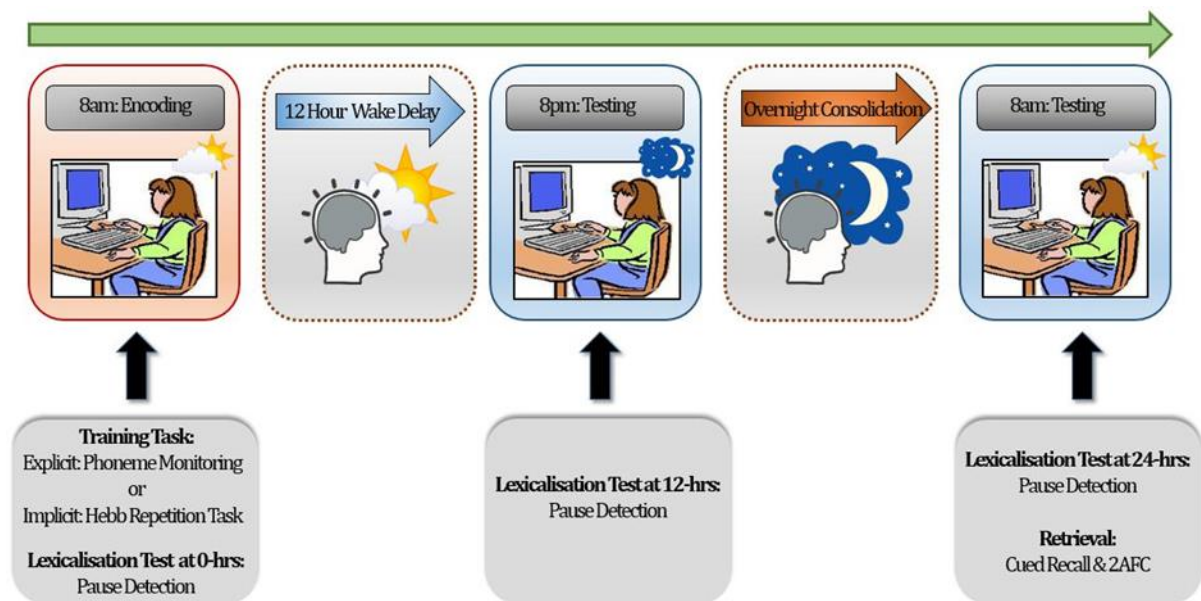 8am: Encoding
12 Hour Wake Delay
8pm: Testing
Overnight Consolidation
8am: Testing
Training Task:
Explicit: Phoneme Monitoring
or
Implicit: Hebb Repetition Task
Lexicalisation Test at 0-hrs:
Pause Detection
Lexicalisation Test at 12-hrs:
Pause Detection
Lexicalisation Test at 24-hrs:
Pause Detection
Retrieval:
Cued Recall & 2AFC